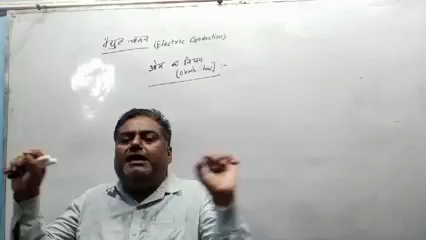 वैद्युत चालन (Electric Conduction)
ओम का नियम
[Ohm's law] :-